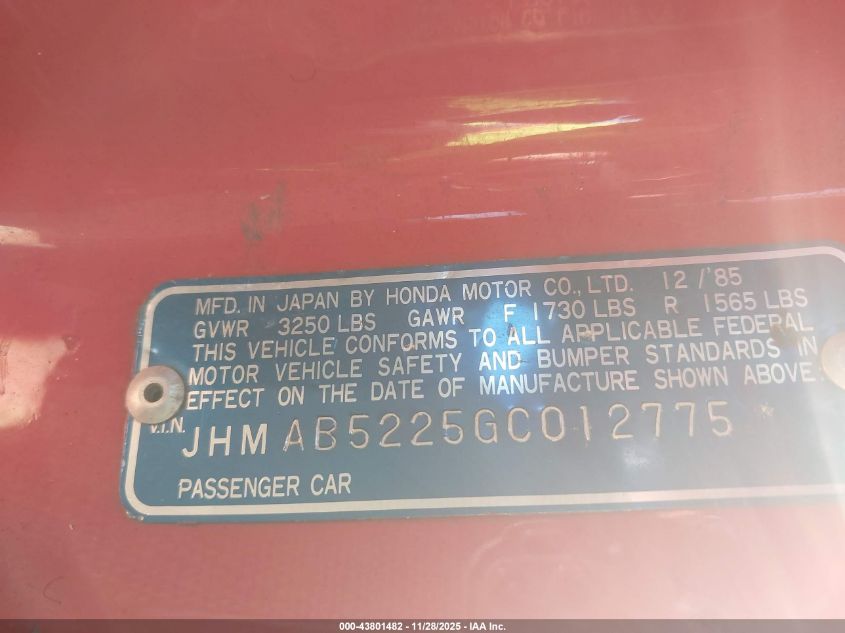 MFD. IN JAPAN BY HONDA MOTOR CO., LTD. 12/'85
GVWR 3250 LBS GAWR F 1730 LBS R 1565 LBS
THIS VEHICLE CONFORMS TO ALL APPLICABLE FEDERAL
MOTOR VEHICLE SAFETY AND BUMPER STANDARDS IN
EFFECT ON THE DATE OF MANUFACTURE SHOWN ABOVE.
V.I.N. JHMAB5225GC012775
PASSENGER CAR
000-43801482 - 11/28/2025 - IAA Inc.